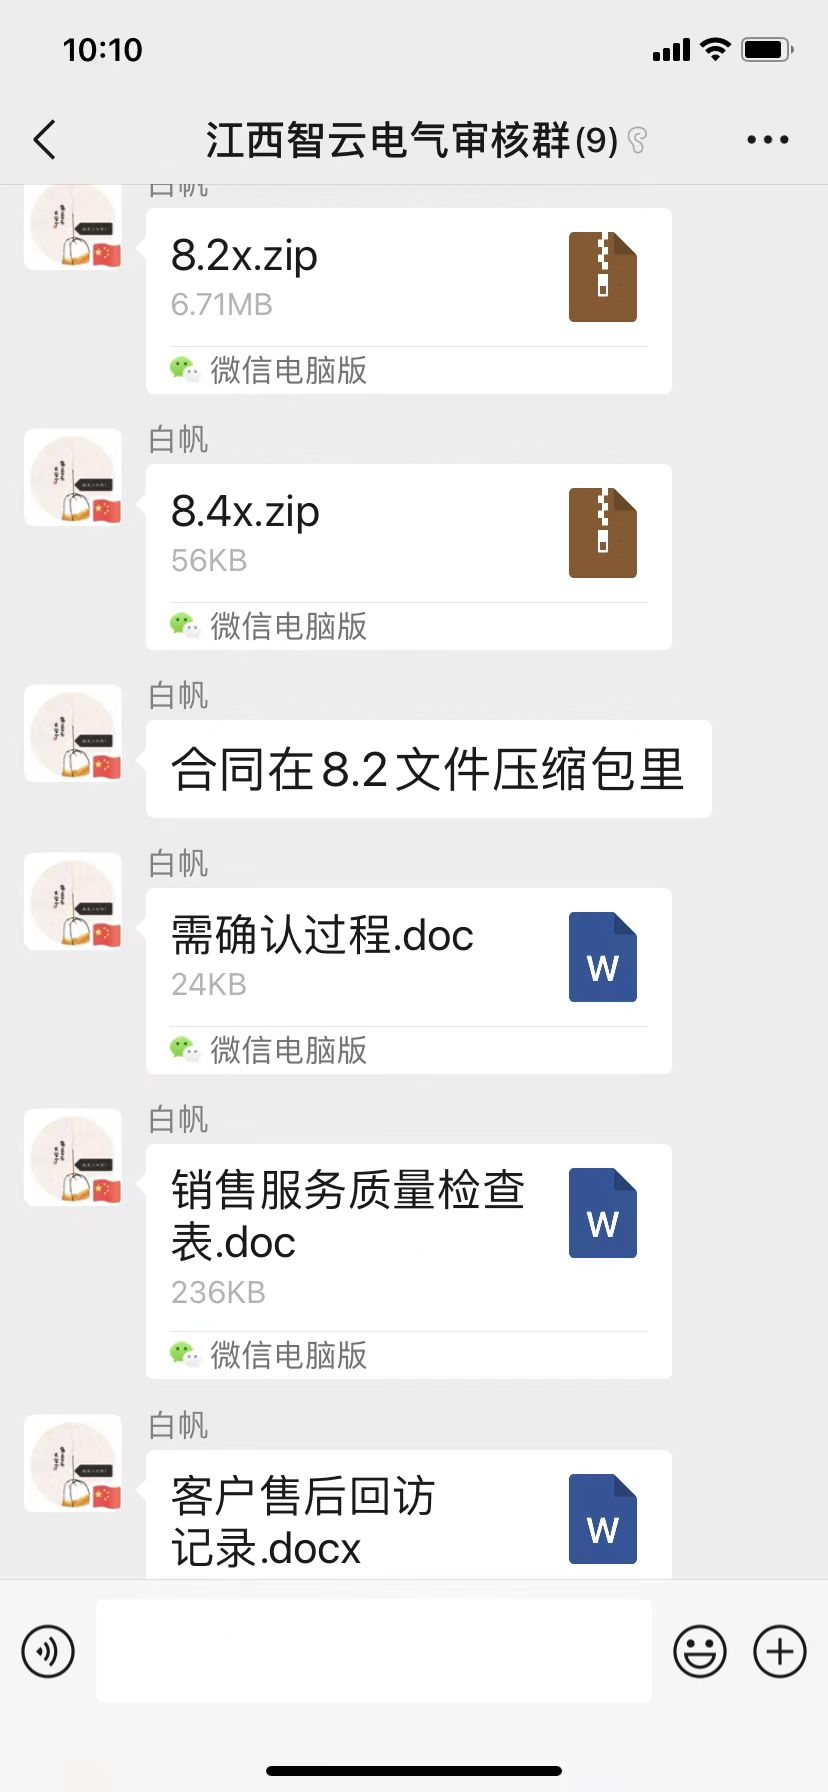 10:10
江西智云电气审核群(9)
白帆
8.2x.zip
6.71MB
微信电脑版
白帆
8.4x.zip
56KB
微信电脑版
白帆
合同在8.2文件压缩包里
白帆
需确认过程.doc
24KB
W
微信电脑版
白帆
销售服务质量检查
表.doc
236KB
W
微信电脑版
白帆
客户售后回访
记录.docx
W